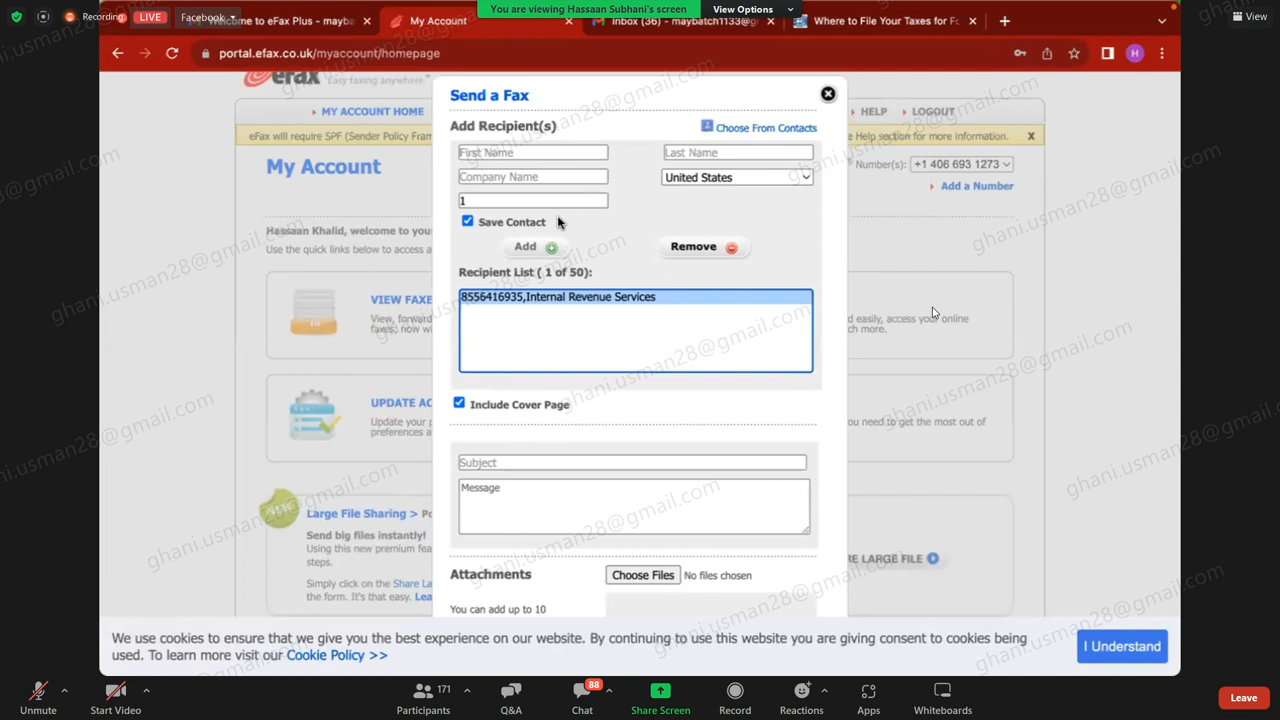 Recording LIVE Facebook You are viewing Hassaan Subhani's screen View Options View
Welcome to eFax Plus - mayba My Account Inbox (36) - maybatch1133@g Where to File Your Taxes for Fo
portal.efax.co.uk/myaccount/homepage H
eFax Easy faxing anywhere.
Send a Fax
MY ACCOUNT HOME HELP LOGOUT
Add Recipient(s) Choose From Contacts
eFax will require SPF (Sender Policy Fram Help section for more information. X
First Name Last Name
My Account Number(s): +1 406 693 1273
Company Name United States
Add a Number
1
Save Contact
Hassaan Khalid, welcome to your
Use the quick links below to access a
Add Remove
Recipient List ( 1 of 50):
8556416935,Internal Revenue Services
VIEW FAXE
View, forward easily, access your online
faxes) now w ch more.
Include Cover Page
UPDATE AC
Update your p you need to get the most out of
preferences a
Subject
Message
NEW
Large File Sharing > Po
Send big files instantly!
Using this new premium fea
steps.
RE LARGE FILE
Simply click on the Share La
the form. It's that easy. Lea
Attachments Choose Files No files chosen
You can add up to 10
We use cookies to ensure that we give you the best experience on our website. By continuing to use this website you are giving consent to cookies being
used. To learn more visit our Cookie Policy >>
I Understand
ghani.usman28@gmail.com
Unmute Start Video Participants 171 Q&A Chat 88 Share Screen Record Reactions Apps Whiteboards Leave